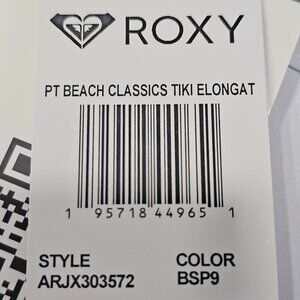 ROXY
PT BEACH CLASSICS TIKI ELONGAT
1 95718 44965 1
STYLE COLOR
ARJX303572 BSP9